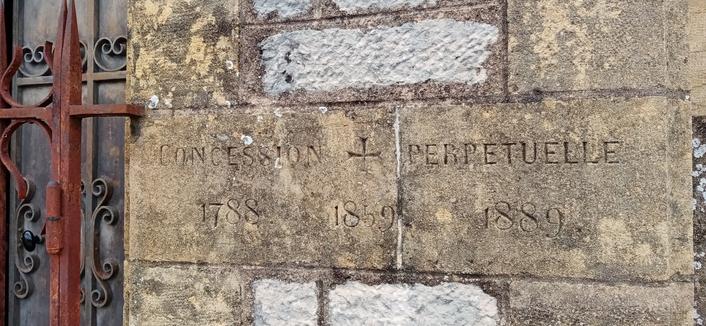 CONCESSION + PERPETUELLE
1788 1859 1889